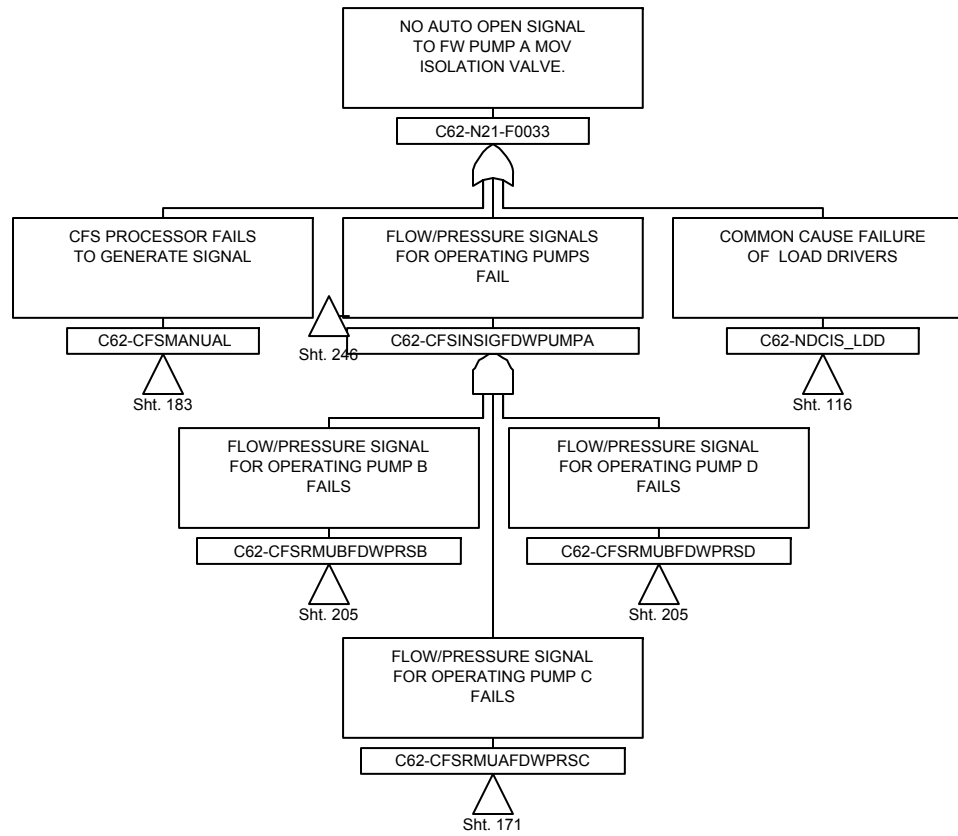 NO AUTO OPEN SIGNAL
TO FW PUMP A MOV
ISOLATION VALVE.
C62-N21-F0033
CFS PROCESSOR FAILS
TO GENERATE SIGNAL
C62-CFSMANUAL
Sht. 183
FLOW/PRESSURE SIGNALS
FOR OPERATING PUMPS
FAIL
Sht. 246
C62-CFSINSIGFDWPUMPA
COMMON CAUSE FAILURE
OF LOAD DRIVERS
C62-NDCIS_LDD
Sht. 116
FLOW/PRESSURE SIGNAL
FOR OPERATING PUMP B
FAILS
C62-CFSRMUBFDWPRSB
Sht. 205
FLOW/PRESSURE SIGNAL
FOR OPERATING PUMP D
FAILS
C62-CFSRMUBFDWPRSD
Sht. 205
FLOW/PRESSURE SIGNAL
FOR OPERATING PUMP C
FAILS
C62-CFSRMUAFDWPRSC
Sht. 171